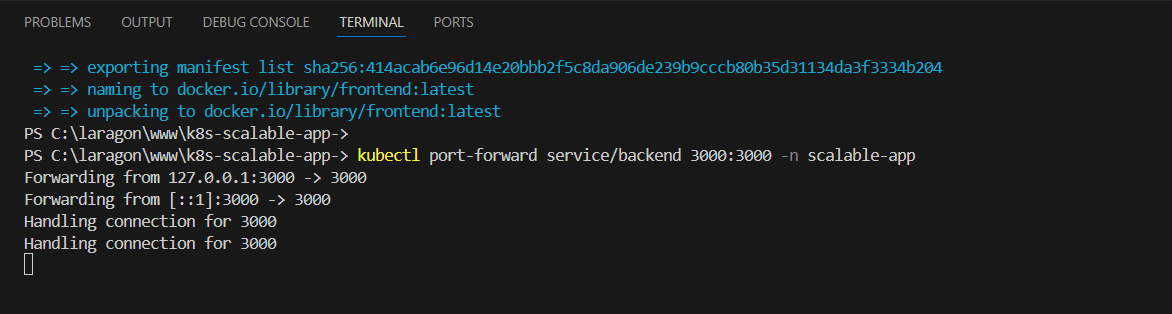 PROBLEMS OUTPUT DEBUG CONSOLE TERMINAL PORTS
=> => exporting manifest list sha256:414acab6e96d14e20bbb2f5c8da906de239b9cccb80b35d31134da3f3334b204
=> => naming to docker.io/library/frontend:latest
=> => unpacking to docker.io/library/frontend:latest
PS C:\laragon\www\k8s-scalable-app->
PS C:\laragon\www\k8s-scalable-app-> kubectl port-forward service/backend 3000:3000 -n scalable-app
Forwarding from 127.0.0.1:3000 -> 3000
Forwarding from [::1]:3000 -> 3000
Handling connection for 3000
Handling connection for 3000